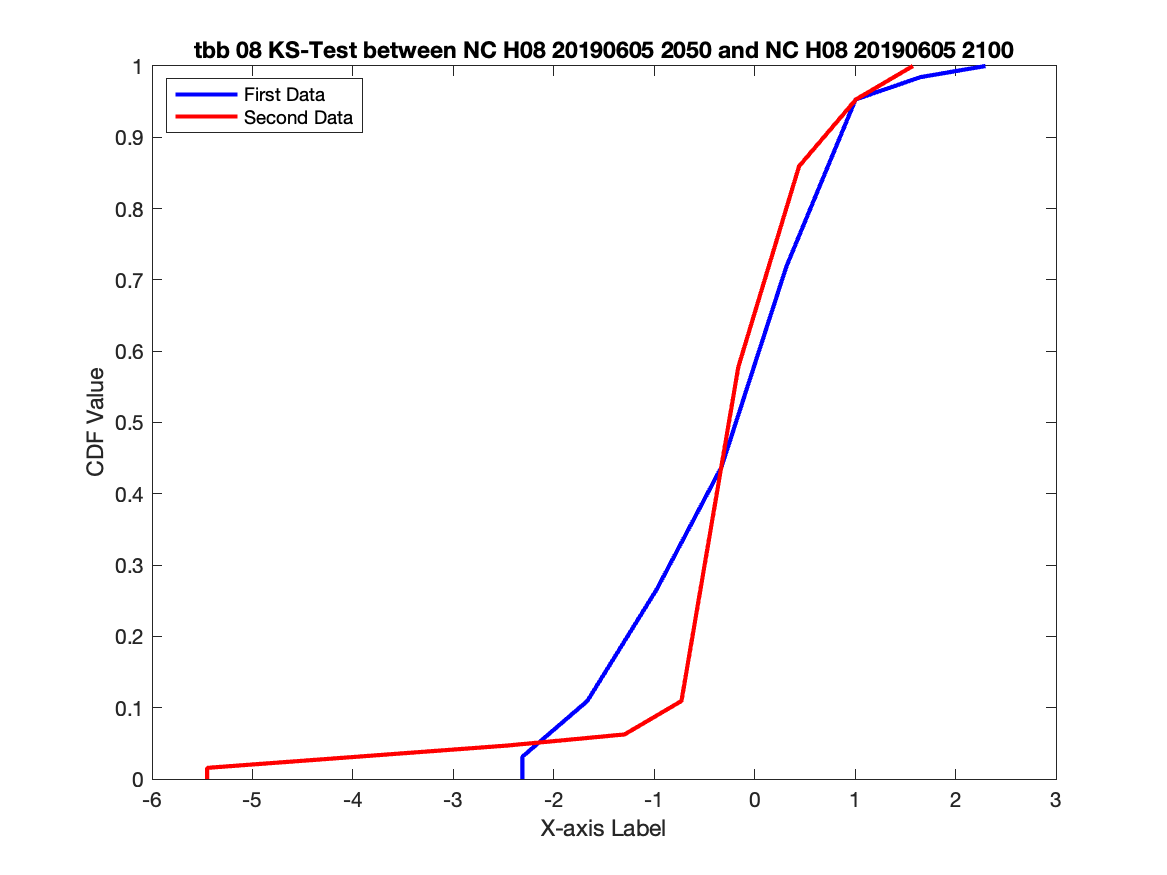 tbb 08 KS-Test between NC H08 20190605 2050 and NC H08 20190605 2100
First Data
Second Data
1
0.9
0.8
0.7
0.6
0.5
0.4
0.3
0.2
0.1
0
CDF Value
-6 -5 -4 -3 -2 -1 0 1 2 3
X-axis Label